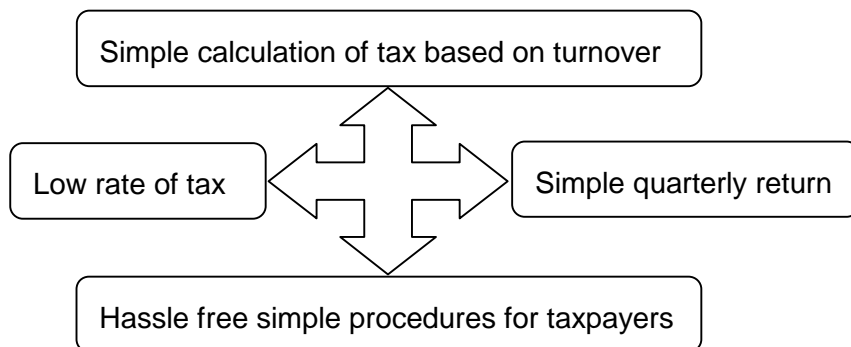 Simple calculation of tax based on turnover
Low rate of tax
Simple quarterly return
Hassle free simple procedures for taxpayers